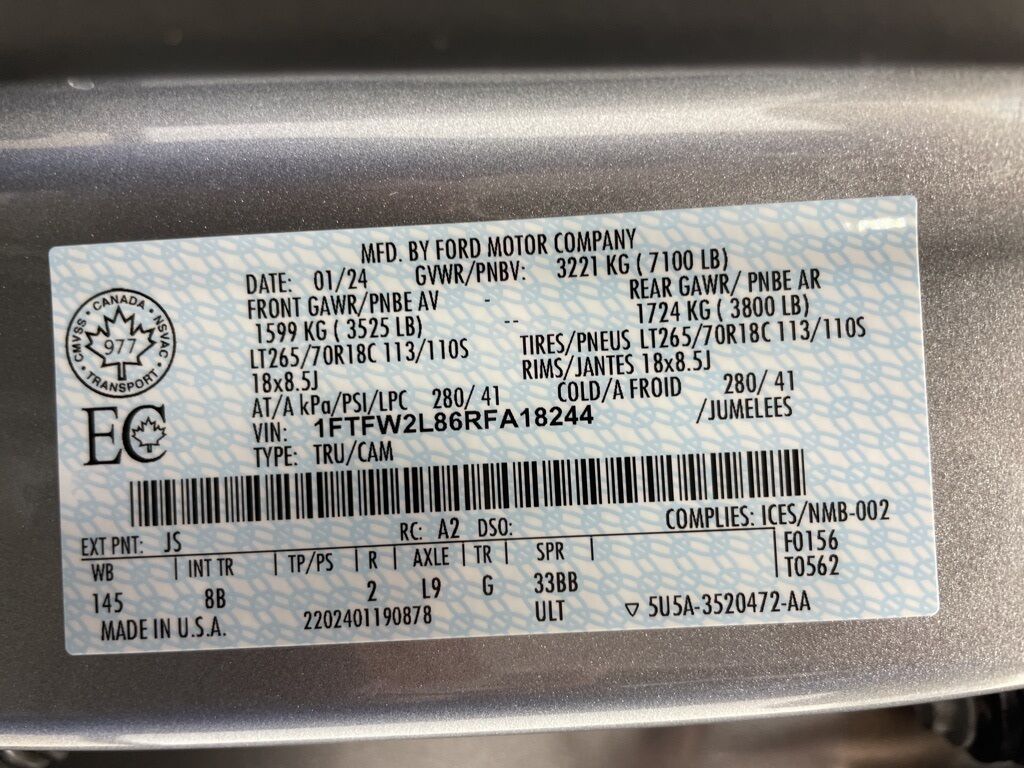 MFD. BY FORD MOTOR COMPANY
DATE: 01/24 GVWR/PNBV: 3221 KG ( 7100 LB)
FRONT GAWR/PNBE AV - REAR GAWR/ PNBE AR
1599 KG ( 3525 LB) -- 1724 KG ( 3800 LB)
LT265/70R18C 113/110S TIRES/PNEUS LT265/70R18C 113/110S
18x8.5J RIMS/JANTES 18x8.5J
AT/A kPa/PSI/LPC 280/ 41 COLD/A FROID 280/ 41
VIN: 1FTFW2L86RFA18244 /JUMELEES
TYPE: TRU/CAM
CMVSS • CANADA • NSVAC
977
• TRANSPORT •
EC
EXT PNT: JS RC: A2 DSO: COMPLIES: ICES/NMB-002
WB | INT TR | TP/PS | R | AXLE | TR | SPR | F0156
145 8B 2 L9 G 33BB T0562
MADE IN U.S.A. 2202401190878 ULT ▽ 5U5A-3520472-AA